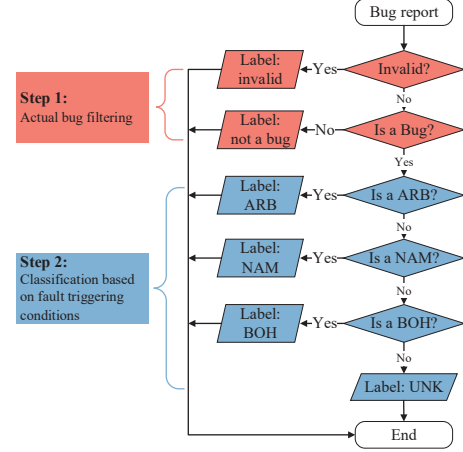 Bug report
Label:
invalid
Yes
Invalid?
No
Step 1:
Actual bug filtering
Label:
not a bug
No
Is a Bug?
Yes
Label:
ARB
Yes
Is a ARB?
No
Step 2:
Classification based
on fault triggering
conditions
Label:
NAM
Yes
Is a NAM?
No
Label:
BOH
Yes
Is a BOH?
No
Label: UNK
End